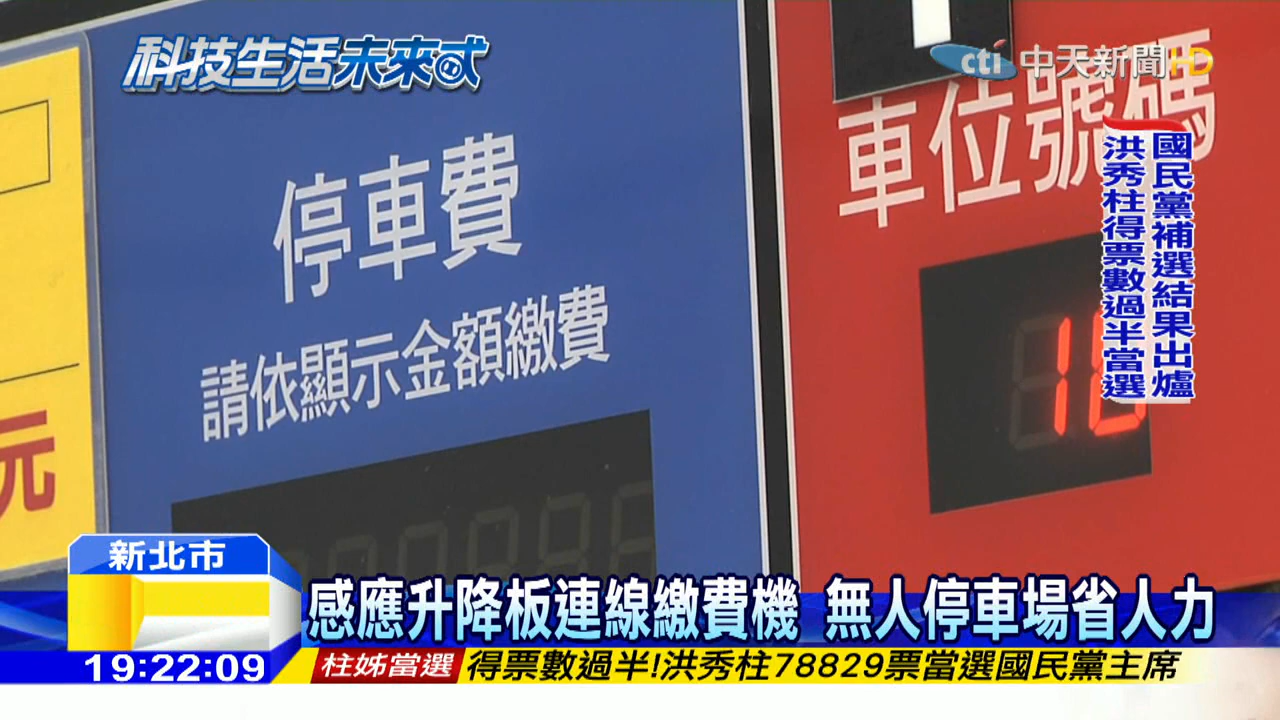 科技生活未來式
cti 中天新聞HD
停車費
請依顯示金額繳費
車位號碼
元
國民黨補選結果出爐
洪秀柱得票數過半當選
新北市
感應升降板連線繳費機 無人停車場省人力
19:22:09
柱姊當選 得票數過半!洪秀柱78829票當選國民黨主席